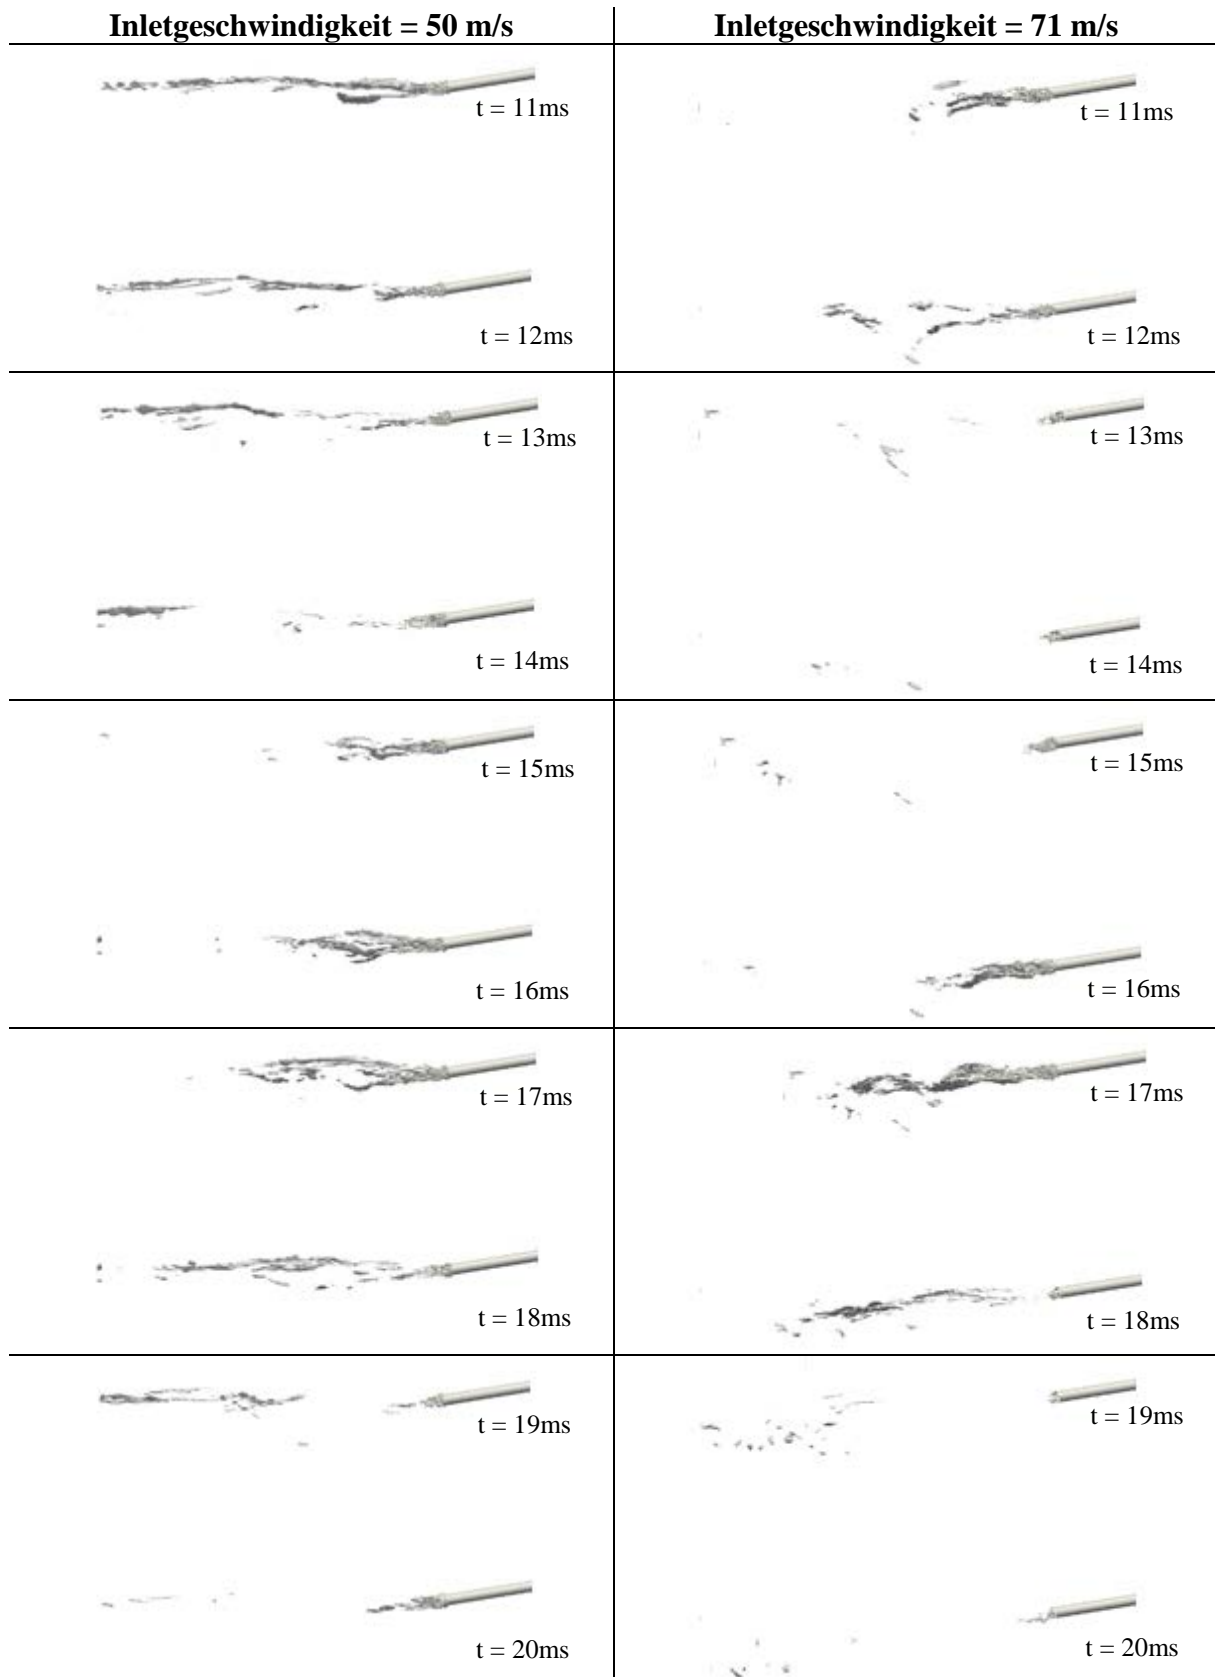 Inletgeschwindigkeit = 50 m/s
Inletgeschwindigkeit = 71 m/s
t = 11ms
t = 11ms
t = 12ms
t = 12ms
t = 13ms
t = 13ms
t = 14ms
t = 14ms
t = 15ms
t = 15ms
t = 16ms
t = 16ms
t = 17ms
t = 17ms
t = 18ms
t = 18ms
t = 19ms
t = 19ms
t = 20ms
t = 20ms